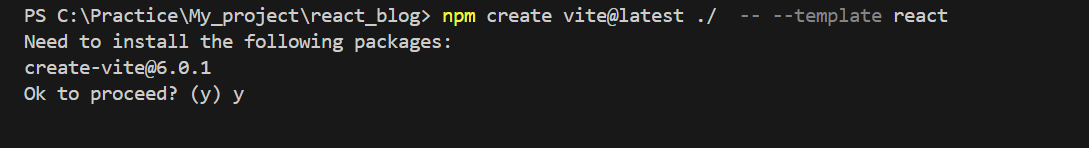 PS C:\Practice\My_project\react_blog> npm create vite@latest ./  -- --template react
Need to install the following packages:
create-vite@6.0.1
Ok to proceed? (y) y